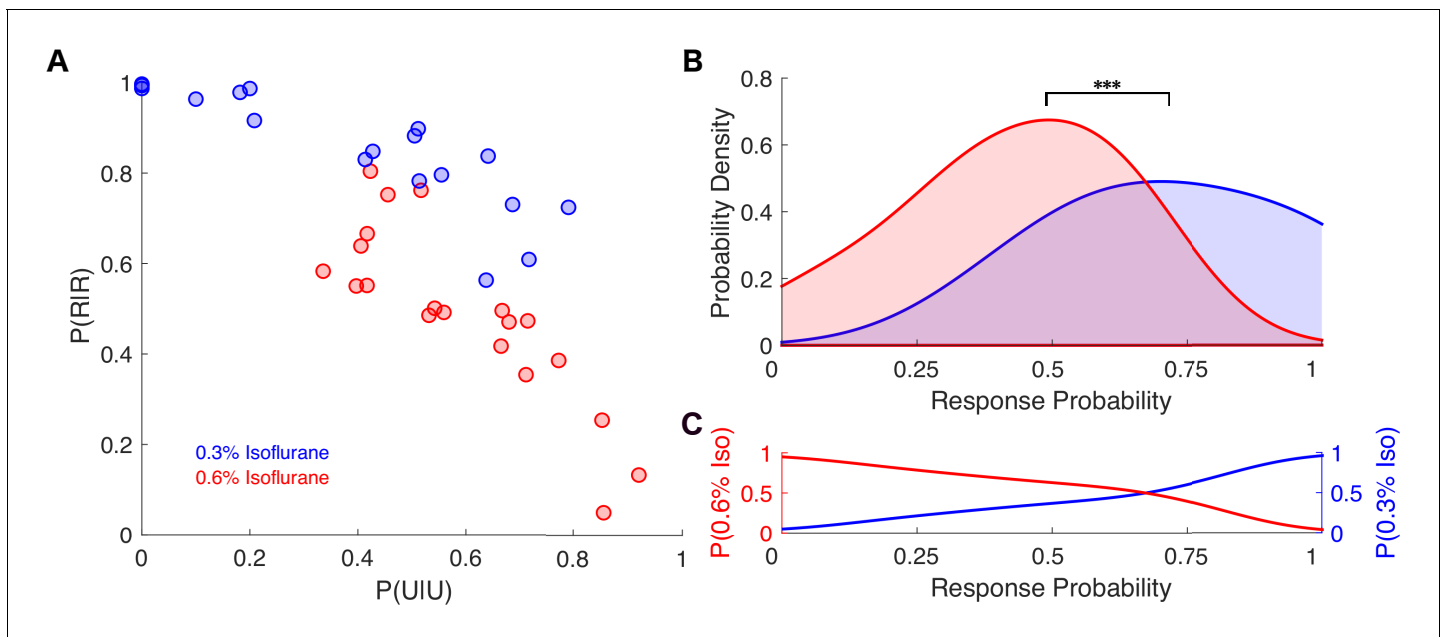 A
1
0.8
0.6
0.4
0.2
0
P(R|R)
0 0.2 0.4 0.6 0.8 1
P(U|U)
0.3% Isoflurane
0.6% Isoflurane
B
***
0.8
0.6
0.4
0.2
0
Probability Density
0 0.25 0.5 0.75 1
Response Probability
C
P(0.6% Iso)
1
0.5
0
1
0.5
0
P(0.3% Iso)
0 0.25 0.5 0.75 1
Response Probability